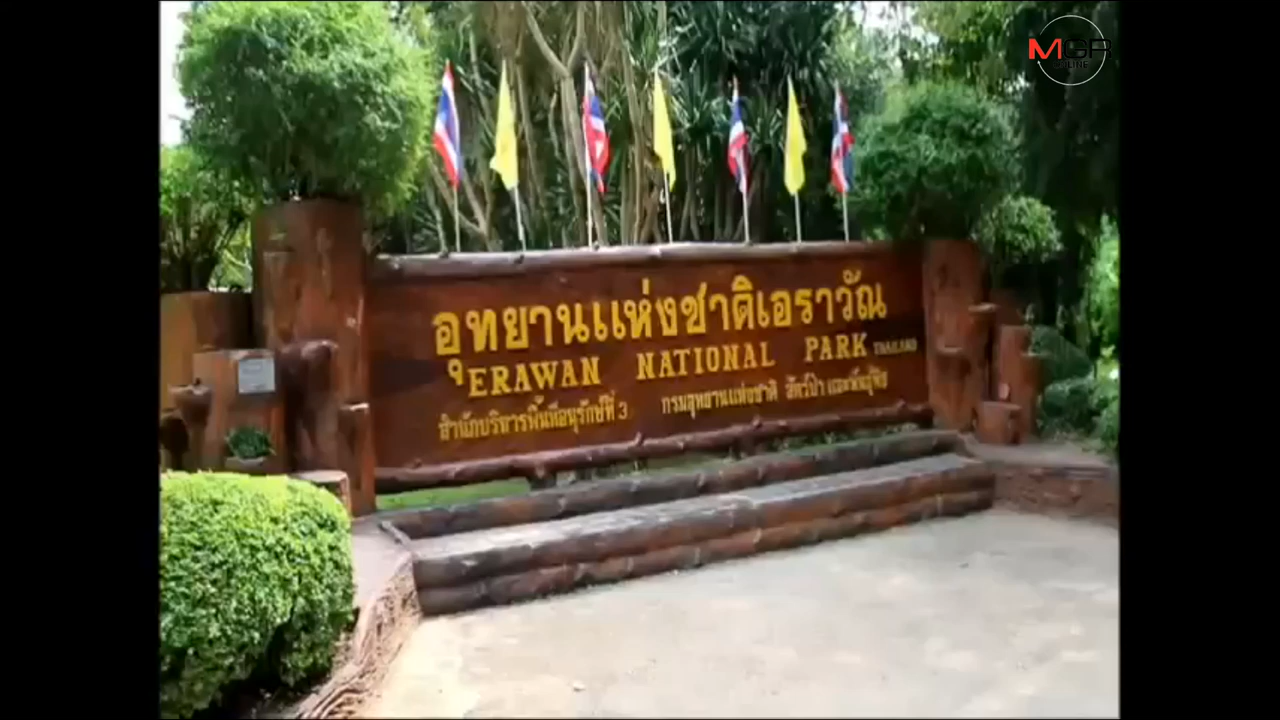 MGR
ONLINE
อุทยานแห่งชาติเอราวัณ
ERAWAN NATIONAL PARK THAILAND
สำนักบริหารพื้นที่อนุรักษ์ที่ 3 กรมอุทยานแห่งชาติ สัตว์ป่า และพันธุ์พืช